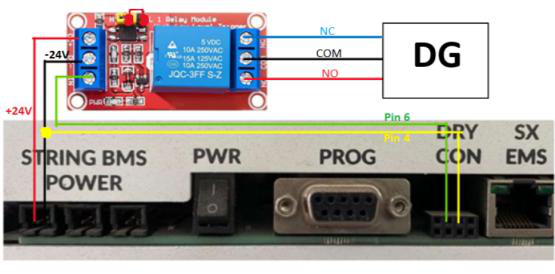 1 Relay Module
-24V
+24V
5 VDC
10A 250VAC
15A 125VAC
10A 250VAC
JQC-3FF S-Z
PWR
NC
COM
NO
DG
Pin 6
Pin 4
STRING BMS
POWER
PWR
PROG
DRY
CON
SX
EMS